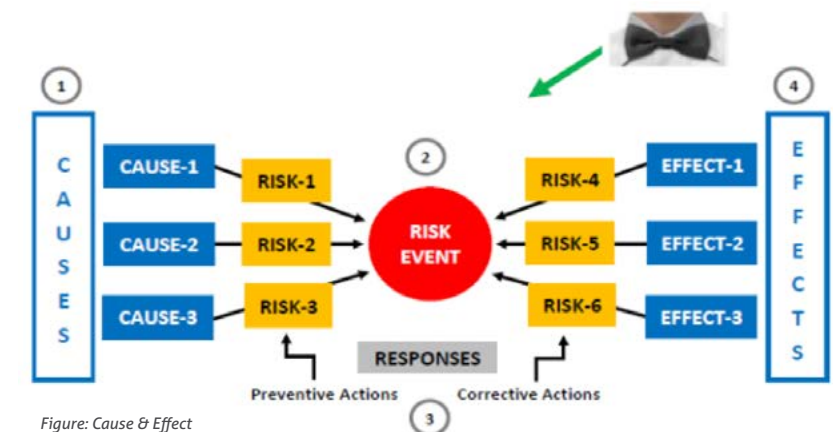 1
4
CAUSES
CAUSE-1
RISK-1
2
RISK-4
EFFECT-1
EFFECTS
CAUSE-2
RISK-2
RISK
EVENT
RISK-5
EFFECT-2
CAUSE-3
RISK-3
RISK-6
EFFECT-3
RESPONSES
Preventive Actions
Corrective Actions
3
Figure: Cause & Effect